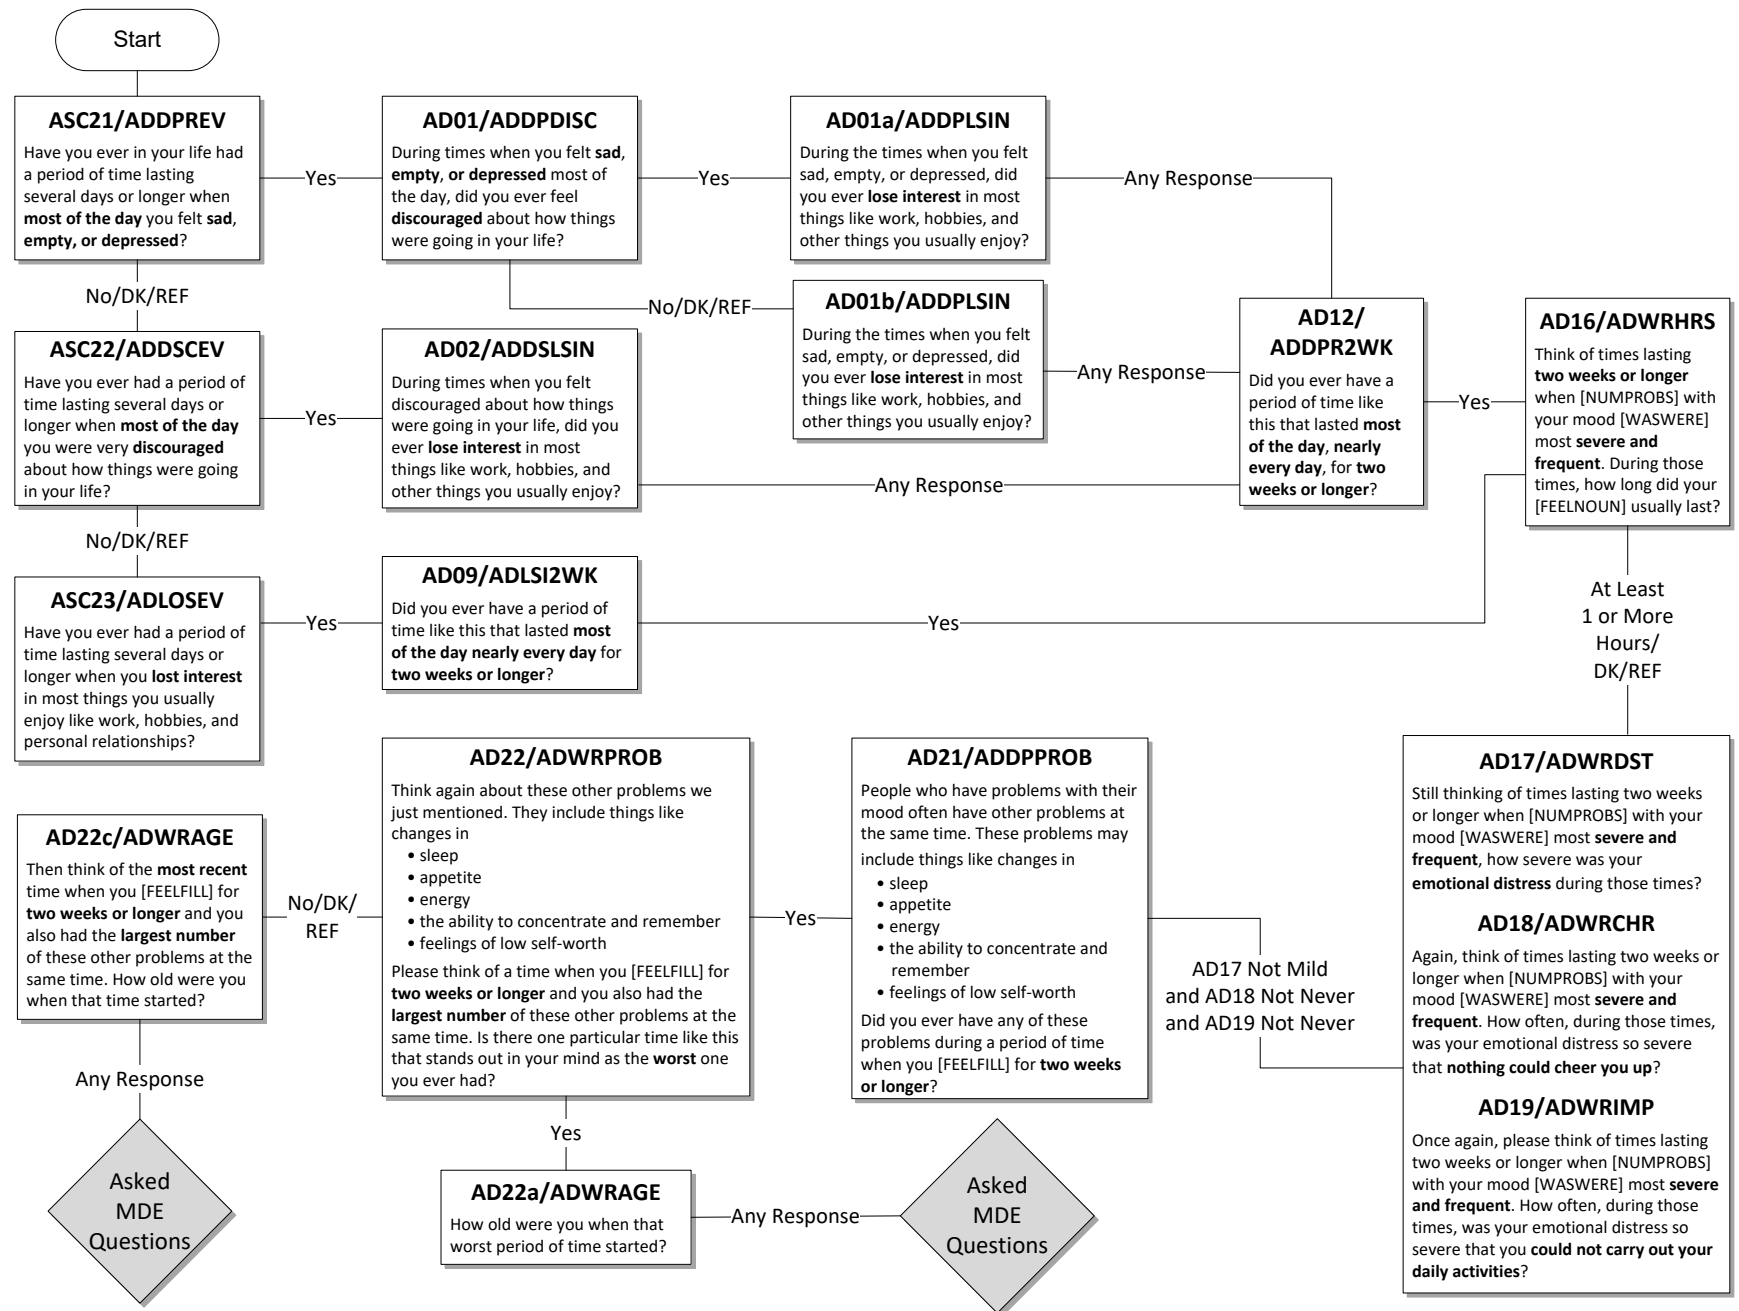 Start
ASC21/ADDPREV
Have you ever in your life had
a period of time lasting
several days or longer when
most of the day you felt sad,
empty, or depressed?
Yes
AD01/ADDPDISC
During times when you felt sad,
empty, or depressed most of
the day, did you ever feel
discouraged about how things
were going in your life?
Yes
AD01a/ADDPLSIN
During the times when you felt
sad, empty, or depressed, did
you ever lose interest in most
things like work, hobbies, and
other things you usually enjoy?
Any Response
No/DK/REF
No/DK/REF
AD01b/ADDPLSIN
During the times when you felt
sad, empty, or depressed, did
you ever lose interest in most
things like work, hobbies, and
other things you usually enjoy?
Any Response
ASC22/ADDSCEV
Have you ever had a period of
time lasting several days or
longer when most of the day
you were very discouraged
about how things were going
in your life?
Yes
AD02/ADDSLSIN
During times when you felt
discouraged about how things
were going in your life, did you
ever lose interest in most
things like work, hobbies, and
other things you usually enjoy?
Any Response
AD12/
ADDPR2WK
Did you ever have a
period of time like
this that lasted most
of the day, nearly
every day, for two
weeks or longer?
Yes
AD16/ADWRHRS
Think of times lasting
two weeks or longer
when [NUMPROBS] with
your mood [WASWERE]
most severe and
frequent. During those
times, how long did your
[FEELNOUN] usually last?
No/DK/REF
ASC23/ADLOSEV
Have you ever had a period of
time lasting several days or
longer when you lost interest
in most things you usually
enjoy like work, hobbies, and
personal relationships?
Yes
AD09/ADLSI2WK
Did you ever have a period of
time like this that lasted most
of the day nearly every day for
two weeks or longer?
Yes
At Least
1 or More
Hours/
DK/REF
AD17/ADWRDST
Still thinking of times lasting two weeks
or longer when [NUMPROBS] with your
mood [WASWERE] most severe and
frequent, how severe was your
emotional distress during those times?
AD18/ADWRCHR
Again, think of times lasting two weeks or
longer when [NUMPROBS] with your
mood [WASWERE] most severe and
frequent. How often, during those times,
was your emotional distress so severe
that nothing could cheer you up?
AD19/ADWRIMP
Once again, please think of times lasting
two weeks or longer when [NUMPROBS]
with your mood [WASWERE] most severe
and frequent. How often, during those
times, was your emotional distress so
severe that you could not carry out your
daily activities?
AD17 Not Mild
and AD18 Not Never
and AD19 Not Never
AD21/ADDPPROB
People who have problems with their
mood often have other problems at
the same time. These problems may
include things like changes in
• sleep
• appetite
• energy
• the ability to concentrate and
remember
• feelings of low self-worth
Did you ever have any of these
problems during a period of time
when you [FEELFILL] for two weeks
or longer?
Yes
AD22/ADWRPROB
Think again about these other problems we
just mentioned. They include things like
changes in
• sleep
• appetite
• energy
• the ability to concentrate and remember
• feelings of low self-worth
Please think of a time when you [FEELFILL] for
two weeks or longer and you also had the
largest number of these other problems at the
same time. Is there one particular time like this
that stands out in your mind as the worst one
you ever had?
No/DK/
REF
AD22c/ADWRAGE
Then think of the most recent
time when you [FEELFILL] for
two weeks or longer and you
also had the largest number
of these other problems at the
same time. How old were you
when that time started?
Any Response
Asked
MDE
Questions
Yes
AD22a/ADWRAGE
How old were you when that
worst period of time started?
Any Response
Asked
MDE
Questions